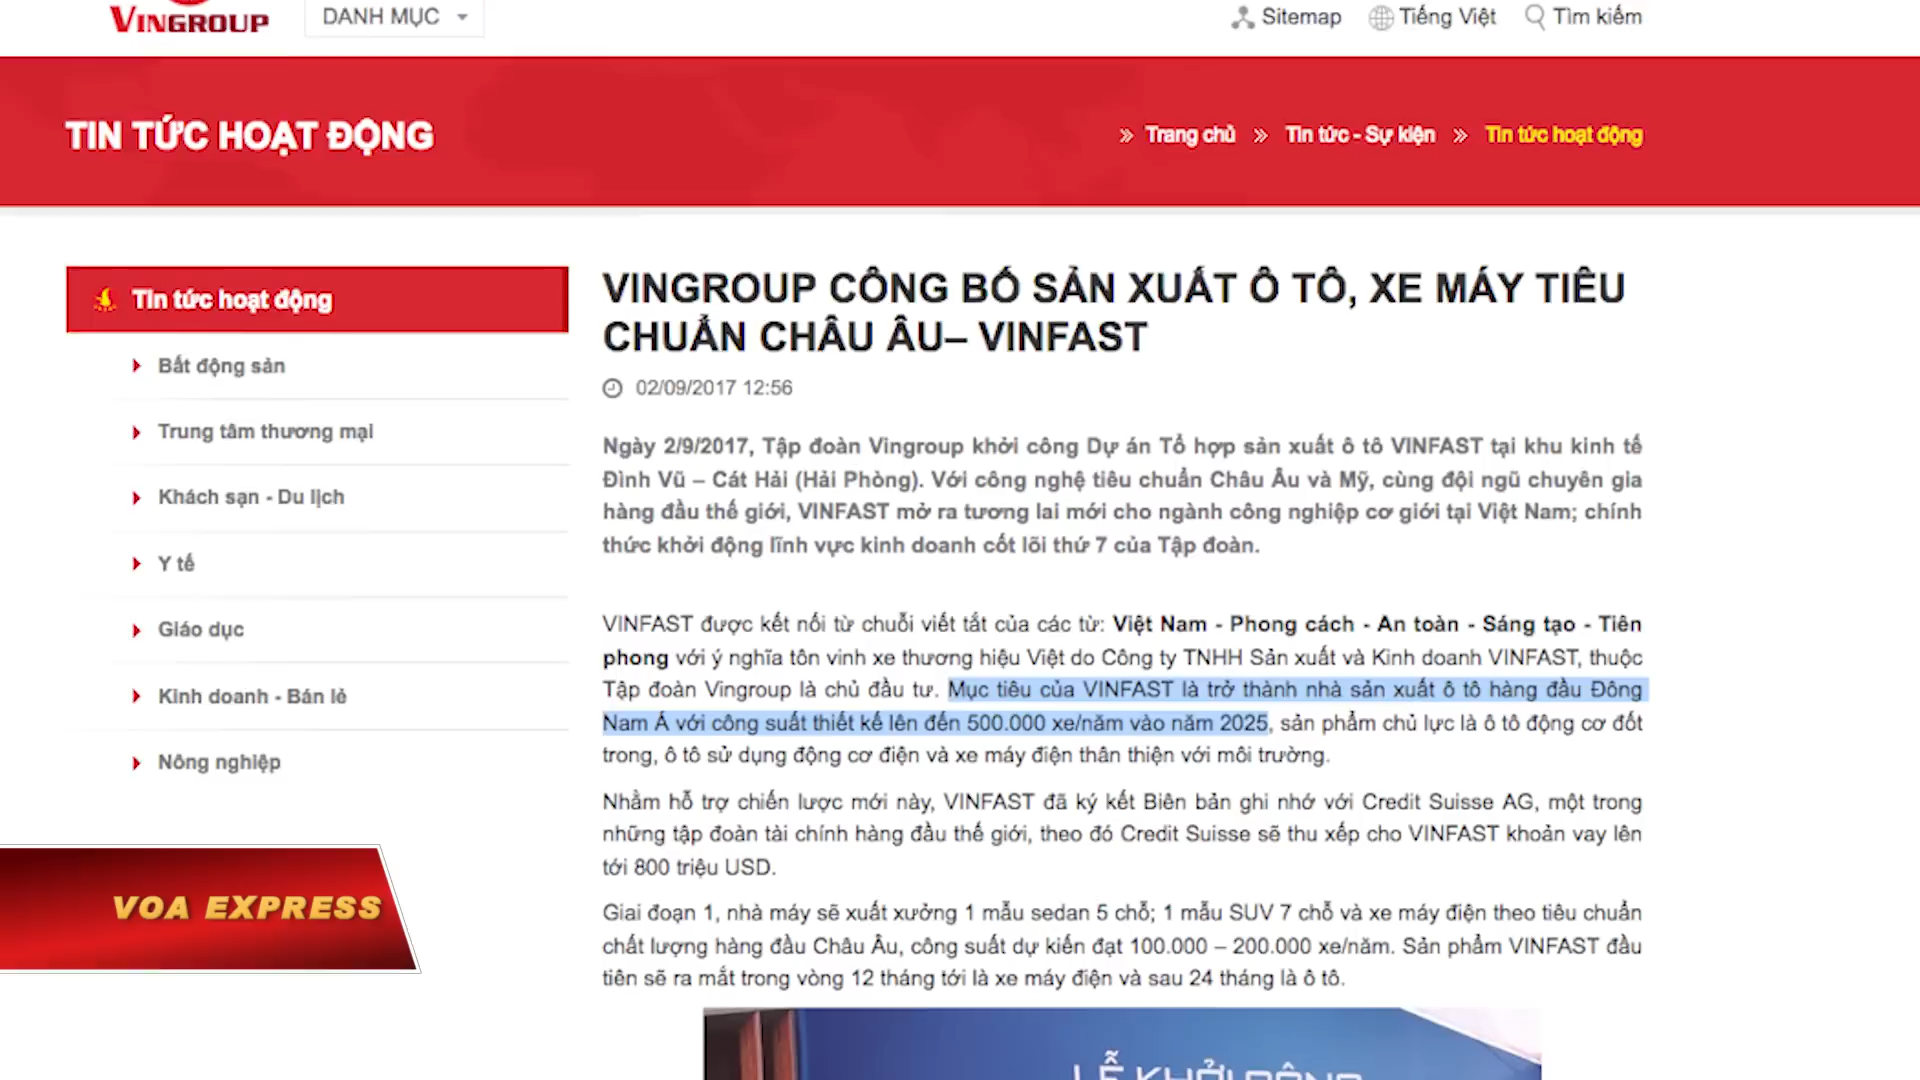 VINGROUP
DANH MỤC
Sitemap
Tiếng Việt
Tìm kiếm
TIN TỨC HOẠT ĐỘNG
» Trang chủ » Tin tức - Sự kiện » Tin tức hoạt động
Tin tức hoạt động
Bất động sản
Trung tâm thương mại
Khách sạn - Du lịch
Y tế
Giáo dục
Kinh doanh - Bán lẻ
Nông nghiệp
VINGROUP CÔNG BỐ SẢN XUẤT Ô TÔ, XE MÁY TIÊU
CHUẨN CHÂU ÂU– VINFAST
02/09/2017 12:56
Ngày 2/9/2017, Tập đoàn Vingroup khởi công Dự án Tổ hợp sản xuất ô tô VINFAST tại khu kinh tế
Đình Vũ – Cát Hải (Hải Phòng). Với công nghệ tiêu chuẩn Châu Âu và Mỹ, cùng đội ngũ chuyên gia
hàng đầu thế giới, VINFAST mở ra tương lai mới cho ngành công nghiệp cơ giới tại Việt Nam; chính
thức khởi động lĩnh vực kinh doanh cốt lõi thứ 7 của Tập đoàn.
VINFAST được kết nối từ chuỗi viết tắt của các từ: Việt Nam - Phong cách - An toàn - Sáng tạo - Tiên
phong với ý nghĩa tôn vinh xe thương hiệu Việt do Công ty TNHH Sản xuất và Kinh doanh VINFAST, thuộc
Tập đoàn Vingroup là chủ đầu tư. Mục tiêu của VINFAST là trở thành nhà sản xuất ô tô hàng đầu Đông
Nam Á với công suất thiết kế lên đến 500.000 xe/năm vào năm 2025, sản phẩm chủ lực là ô tô động cơ đốt
trong, ô tô sử dụng động cơ điện và xe máy điện thân thiện với môi trường.
Nhằm hỗ trợ chiến lược mới này, VINFAST đã ký kết Biên bản ghi nhớ với Credit Suisse AG, một trong
những tập đoàn tài chính hàng đầu thế giới, theo đó Credit Suisse sẽ thu xếp cho VINFAST khoản vay lên
tới 800 triệu USD.
Giai đoạn 1, nhà máy sẽ xuất xưởng 1 mẫu sedan 5 chỗ; 1 mẫu SUV 7 chỗ và xe máy điện theo tiêu chuẩn
chất lượng hàng đầu Châu Âu, công suất dự kiến đạt 100.000 – 200.000 xe/năm. Sản phẩm VINFAST đầu
tiên sẽ ra mắt trong vòng 12 tháng tới là xe máy điện và sau 24 tháng là ô tô.
VOA EXPRESS
LỄ KHỞI CÔNG